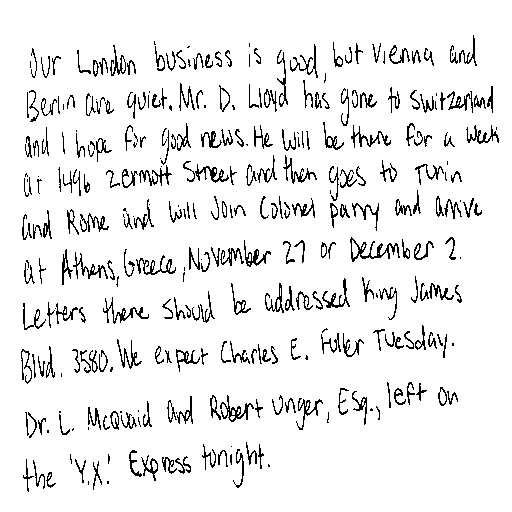 Our London business is good, but Vienna and
Berlin are quiet. Mr. D. Lloyd has gone to Switzerland
and I hope for good news. He will be there for a week
at 1496 Zermott Street and then goes to Turin
and Rome and will join Colonel Parry and arrive
at Athens, Greece, November 27 or December 2.
Letters there should be addressed King James
Blvd. 3580. We expect Charles E. Fuller Tuesday.
Dr. L. McQuaid and Robert Unger, Esq., left on
the 'Y.X.' Express tonight.